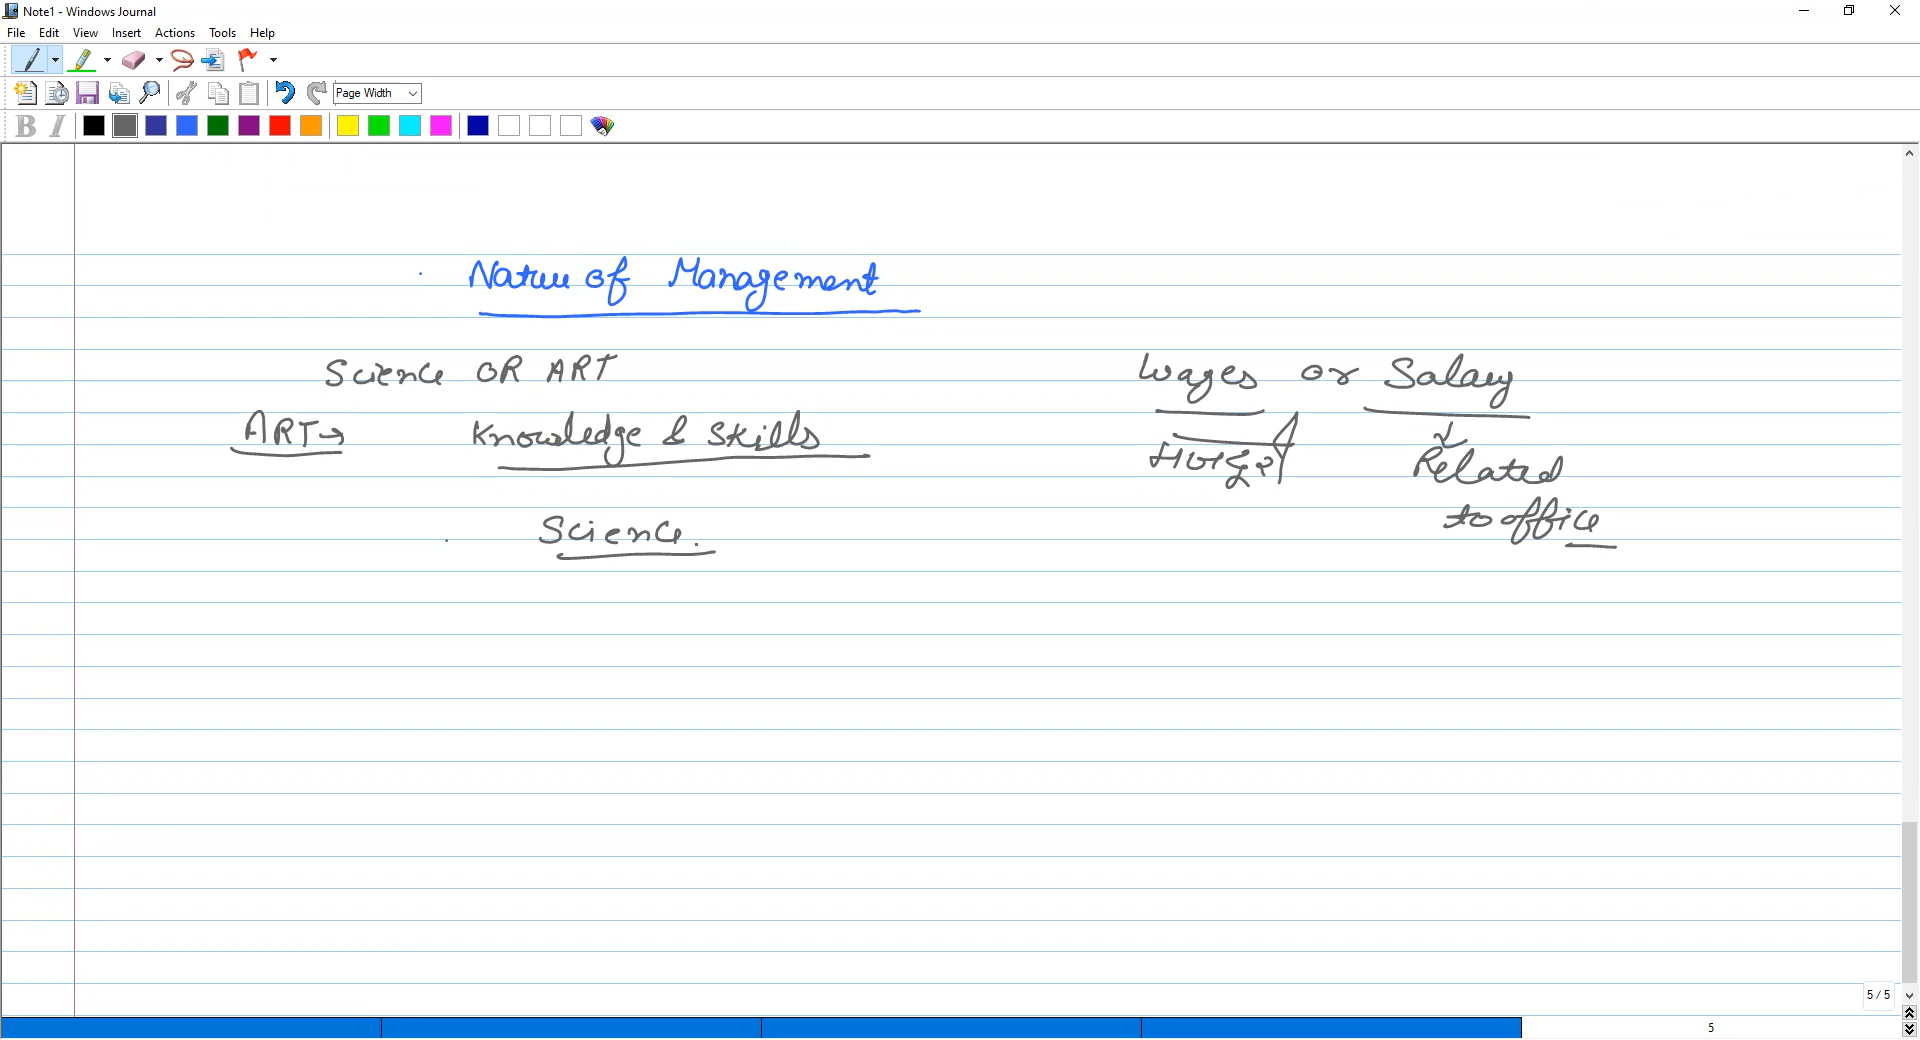 Note1 - Windows Journal
File Edit View Insert Actions Tools Help
Page Width
B I
Nature of Management
Science OR ART
ART→ Knowledge & Skills
Science.
Wages or Salary
मजदूरी
Related
to office
5 / 5
5